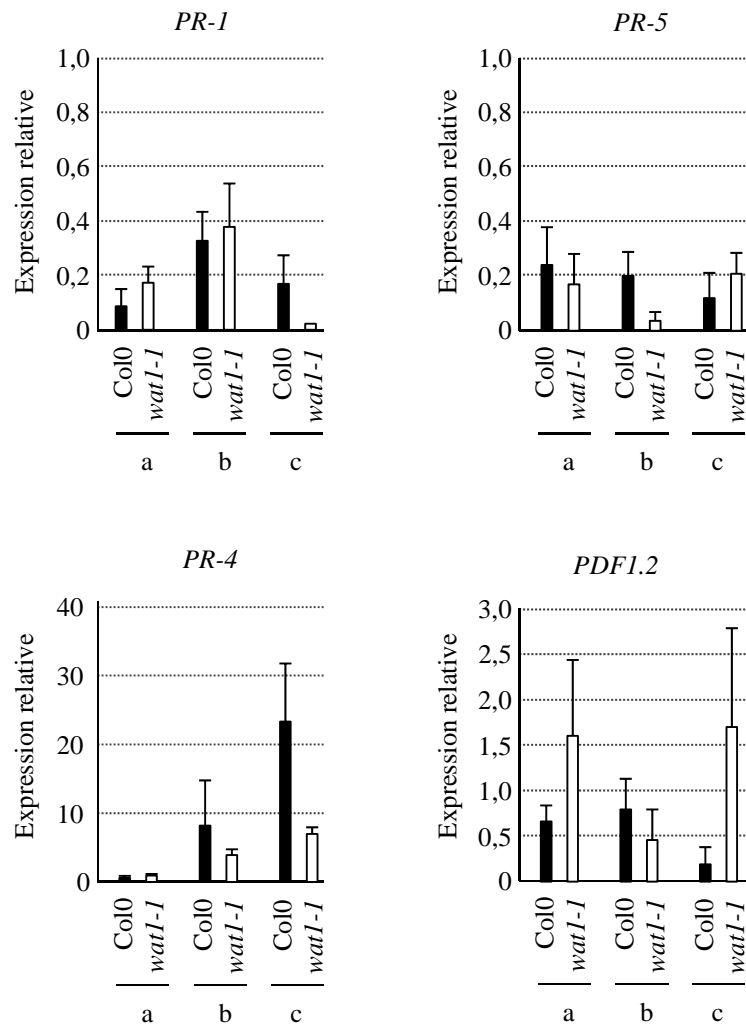 PR-1
Expression relative
1,0
0,8
0,6
0,4
0,2
0
Col0
wat1-1
Col0
wat1-1
Col0
wat1-1
a b c
PR-5
Expression relative
1,0
0,8
0,6
0,4
0,2
0
Col0
wat1-1
Col0
wat1-1
Col0
wat1-1
a b c
PR-4
Expression relative
40
30
20
10
0
Col0
wat1-1
Col0
wat1-1
Col0
wat1-1
a b c
PDF1.2
Expression relative
3,0
2,5
2,0
1,5
1,0
0,5
0
Col0
wat1-1
Col0
wat1-1
Col0
wat1-1
a b c